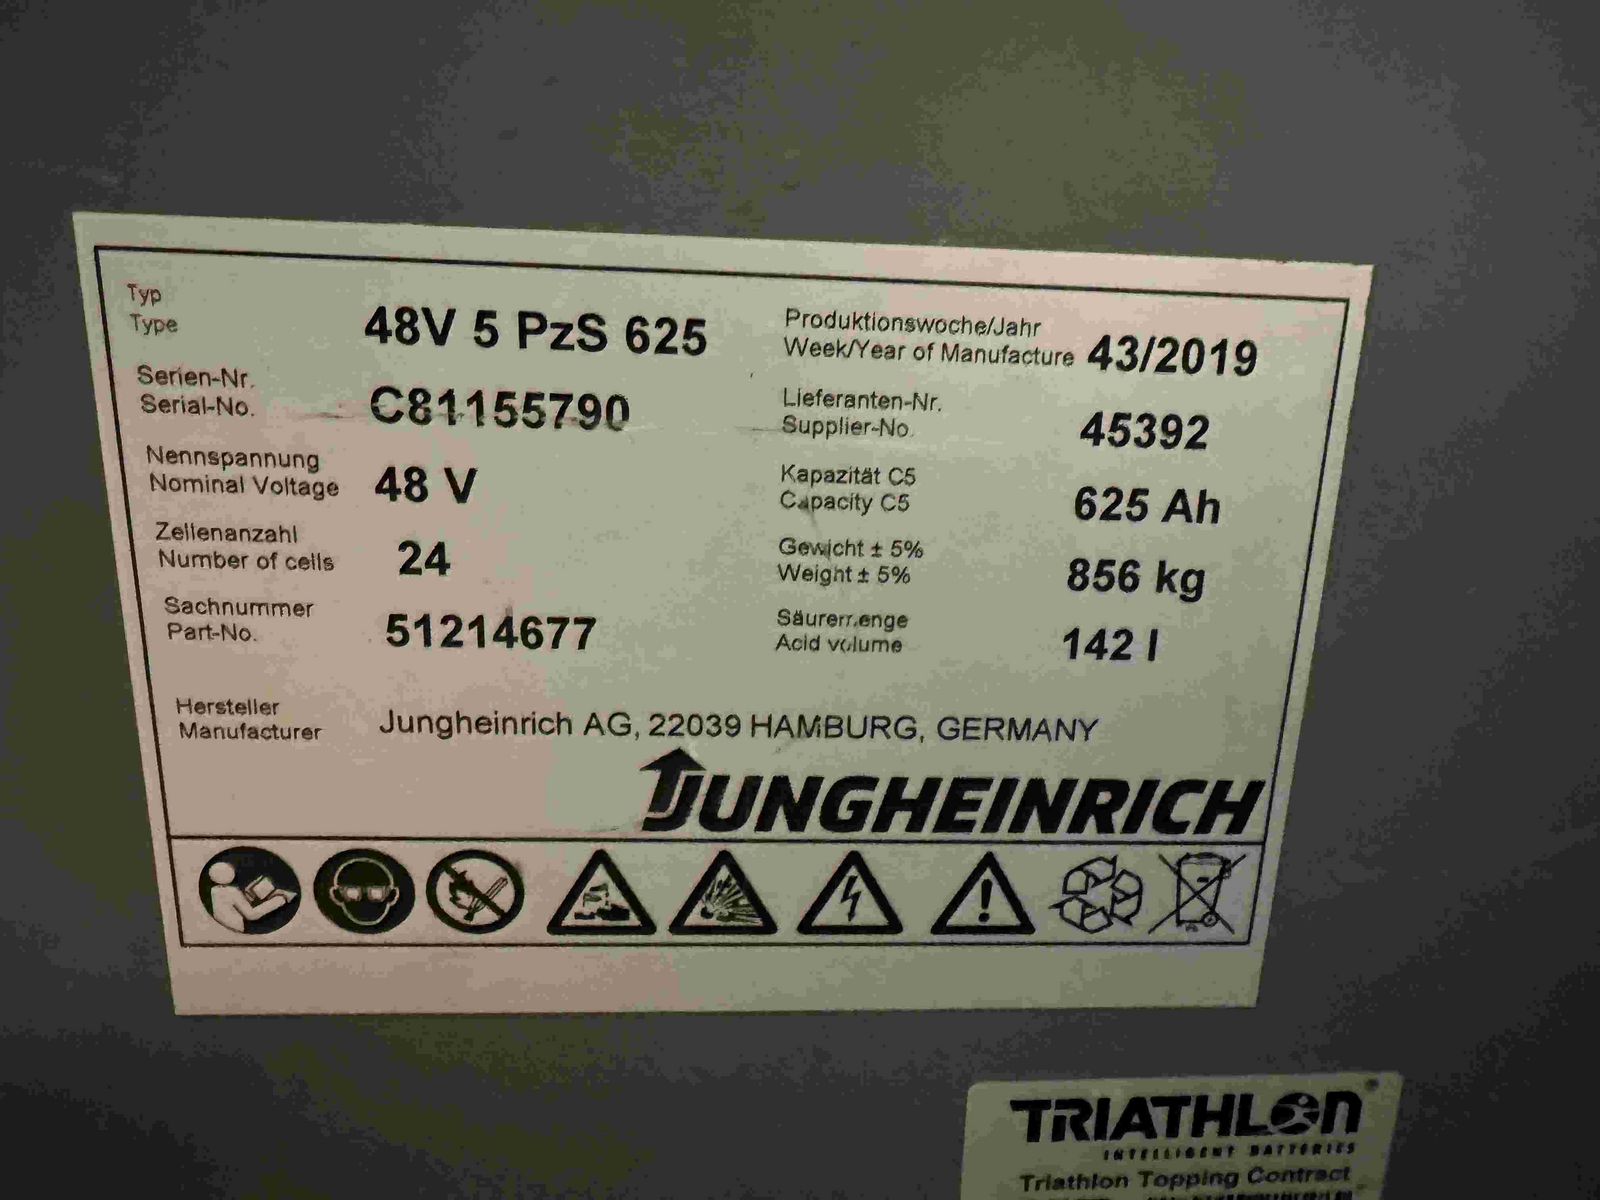 Typ
Type
48V 5 PzS 625
Serien-Nr.
Serial-No.
C81155790
Nennspannung
Nominal Voltage
48 V
Zellenanzahl
Number of cells
24
Sachnummer
Part-No.
51214677
Produktionswoche/Jahr
Week/Year of Manufacture
43/2019
Lieferanten-Nr.
Supplier-No.
45392
Kapazität C5
Capacity C5
625 Ah
Gewicht ± 5%
Weight ± 5%
856 kg
Säuremenge
Acid volume
142 l
Hersteller
Manufacturer
Jungheinrich AG, 22039 HAMBURG, GERMANY
JUNGHEINRICH
TRIATHLON®
INTELLIGENT BATTERIES
Triathlon Topping Contract